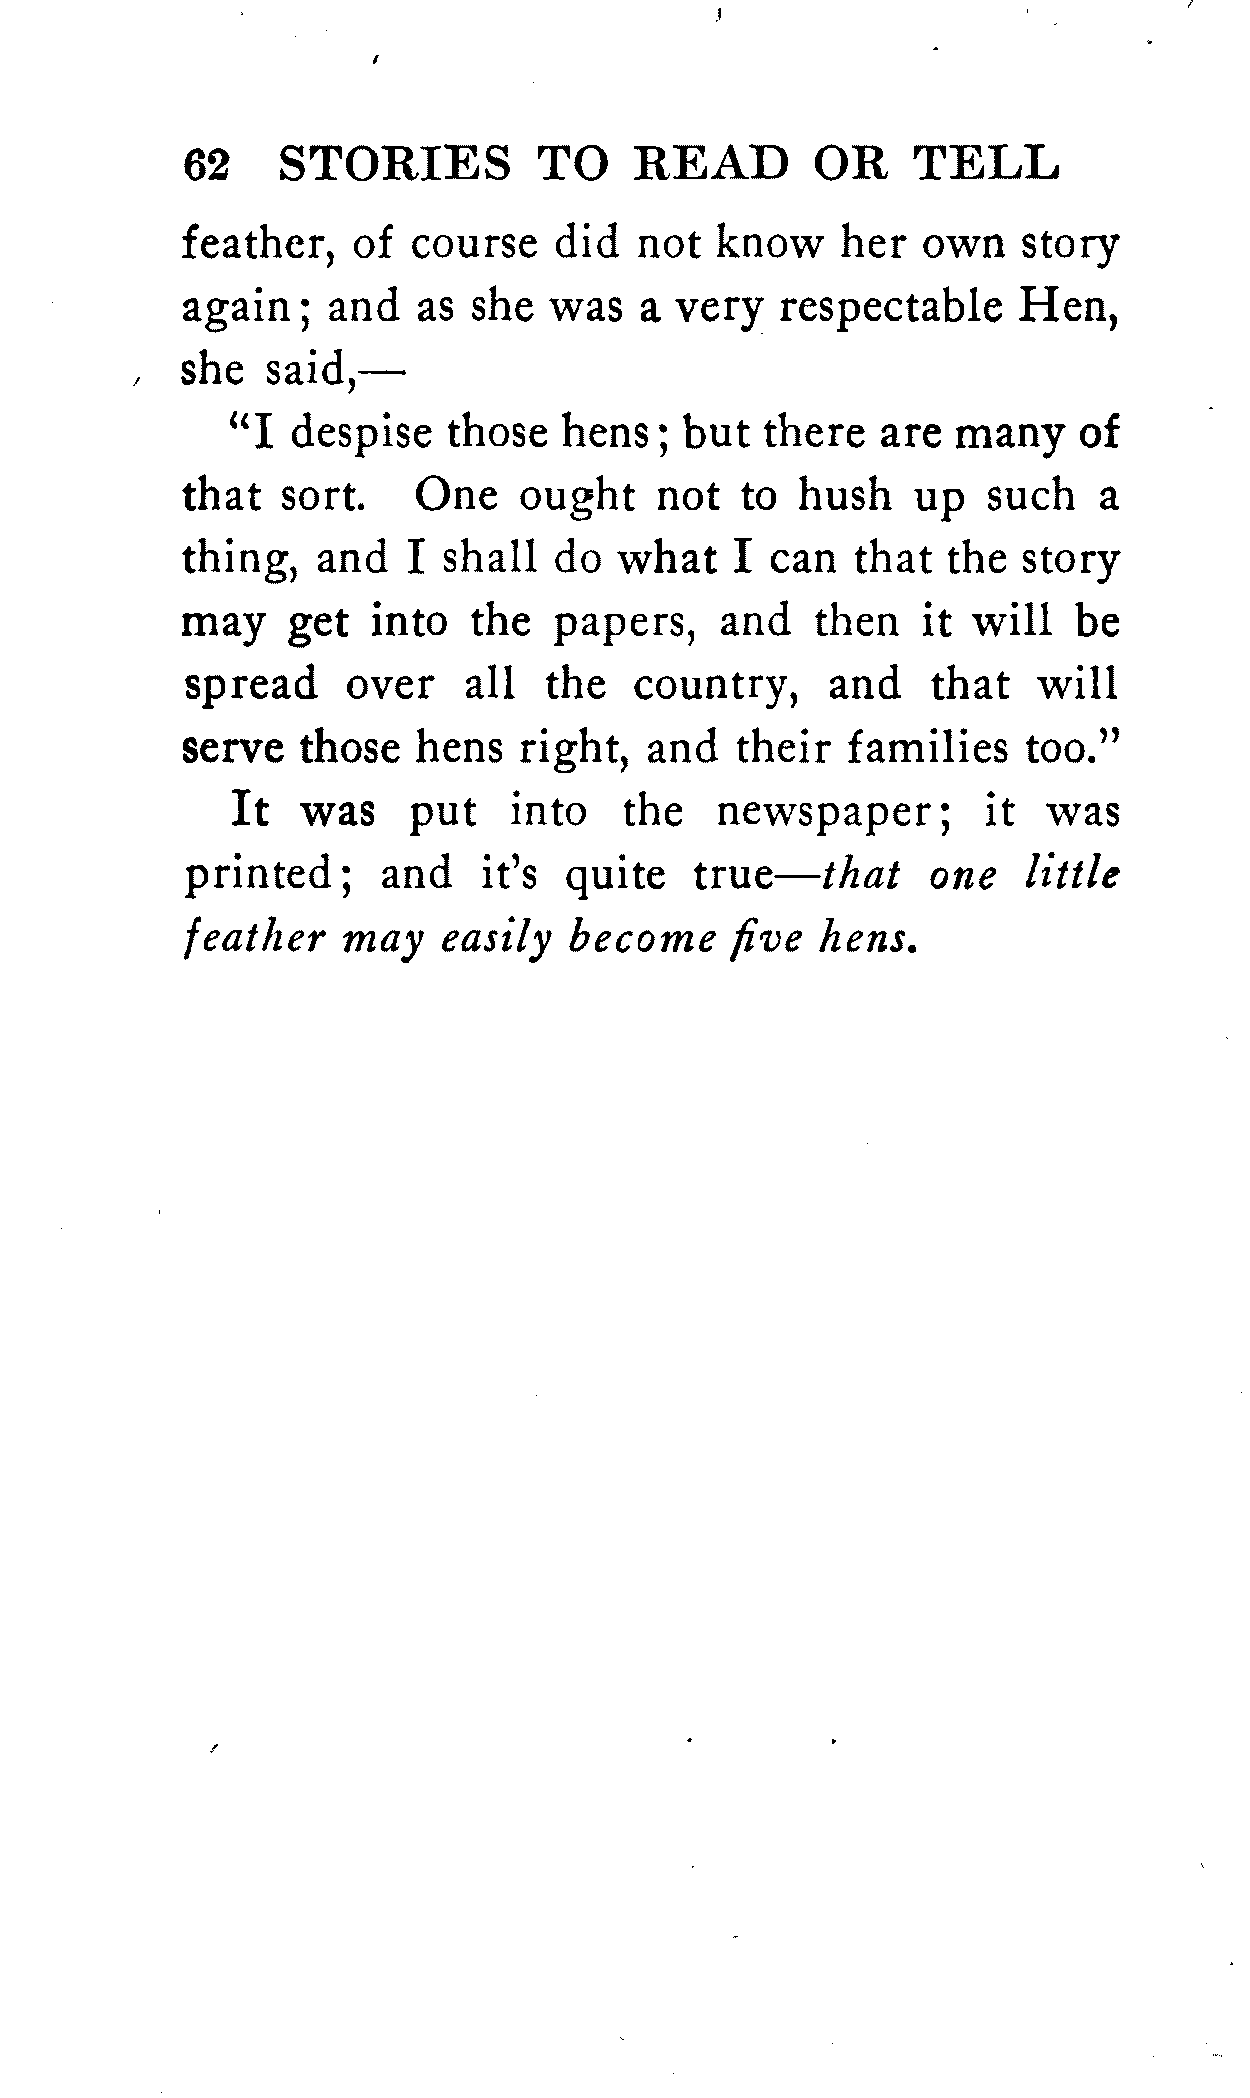 62 STORIES TO READ OR TELL
feather, of course did not know her own story
again; and as she was a very respectable Hen,
she said,—
"I despise those hens; but there are many of
that sort. One ought not to hush up such a
thing, and I shall do what I can that the story
may get into the papers, and then it will be
spread over all the country, and that will
serve those hens right, and their families too."
It was put into the newspaper; it was
printed; and it's quite true—that one little
feather may easily become five hens.